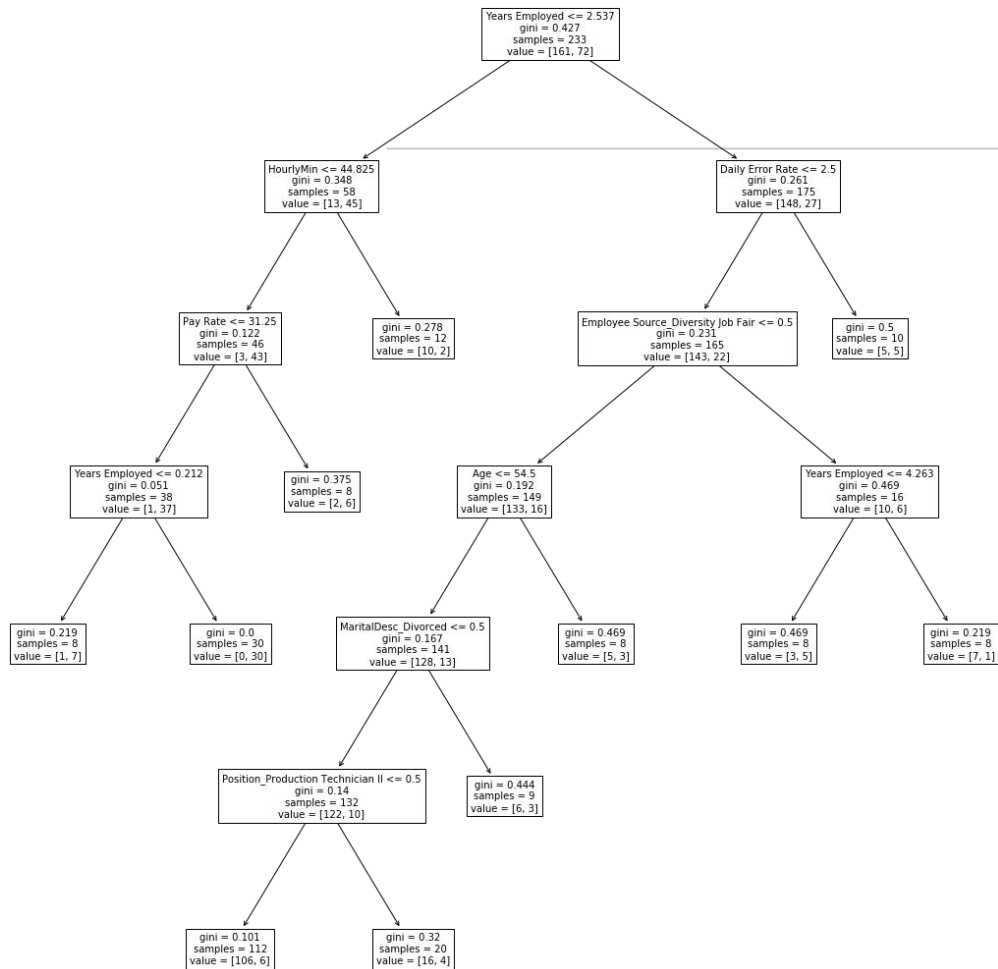 Years Employed <= 2.537
gini = 0.427
samples = 233
value = [161, 72]
HourlyMin <= 44.825
gini = 0.348
samples = 58
value = [13, 45]
Daily Error Rate <= 2.5
gini = 0.261
samples = 175
value = [148, 27]
Pay Rate <= 31.25
gini = 0.122
samples = 46
value = [3, 43]
gini = 0.278
samples = 12
value = [10, 2]
Employee Source_Diversity Job Fair <= 0.5
gini = 0.231
samples = 165
value = [143, 22]
gini = 0.5
samples = 10
value = [5, 5]
Years Employed <= 0.212
gini = 0.051
samples = 38
value = [1, 37]
gini = 0.375
samples = 8
value = [2, 6]
Age <= 54.5
gini = 0.192
samples = 149
value = [133, 16]
Years Employed <= 4.263
gini = 0.469
samples = 16
value = [10, 6]
gini = 0.219
samples = 8
value = [1, 7]
gini = 0.0
samples = 30
value = [0, 30]
MaritalDesc_Divorced <= 0.5
gini = 0.167
samples = 141
value = [128, 13]
gini = 0.469
samples = 8
value = [5, 3]
gini = 0.469
samples = 8
value = [3, 5]
gini = 0.219
samples = 8
value = [7, 1]
Position_Production Technician II <= 0.5
gini = 0.14
samples = 132
value = [122, 10]
gini = 0.444
samples = 9
value = [6, 3]
gini = 0.101
samples = 112
value = [106, 6]
gini = 0.32
samples = 20
value = [16, 4]